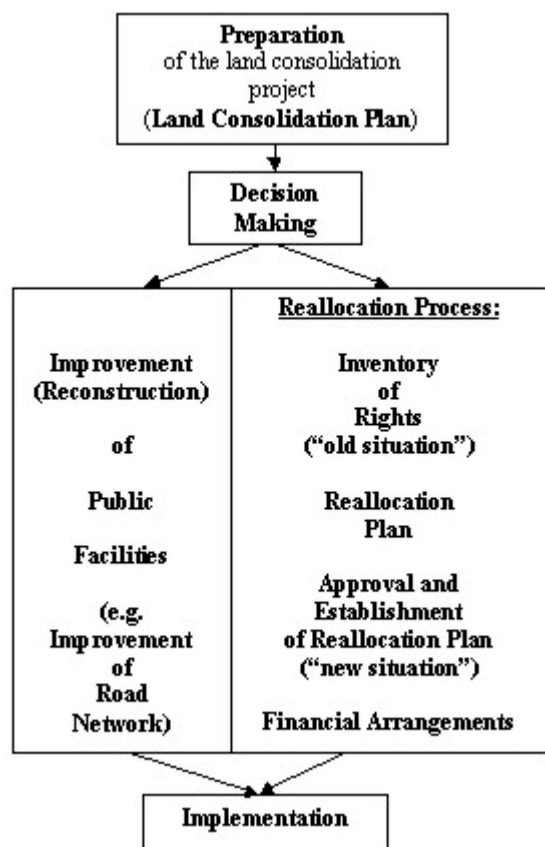 Preparation
of the land consolidation
project
(Land Consolidation Plan)
Decision
Making
Improvement
(Reconstruction)
of
Public
Facilities
(e.g.
Improvement
of
Road
Network)
Reallocation Process:
Inventory
of
Rights
(“old situation”)
Reallocation
Plan
Approval and
Establishment
of Reallocation Plan
(“new situation”)
Financial Arrangements
Implementation